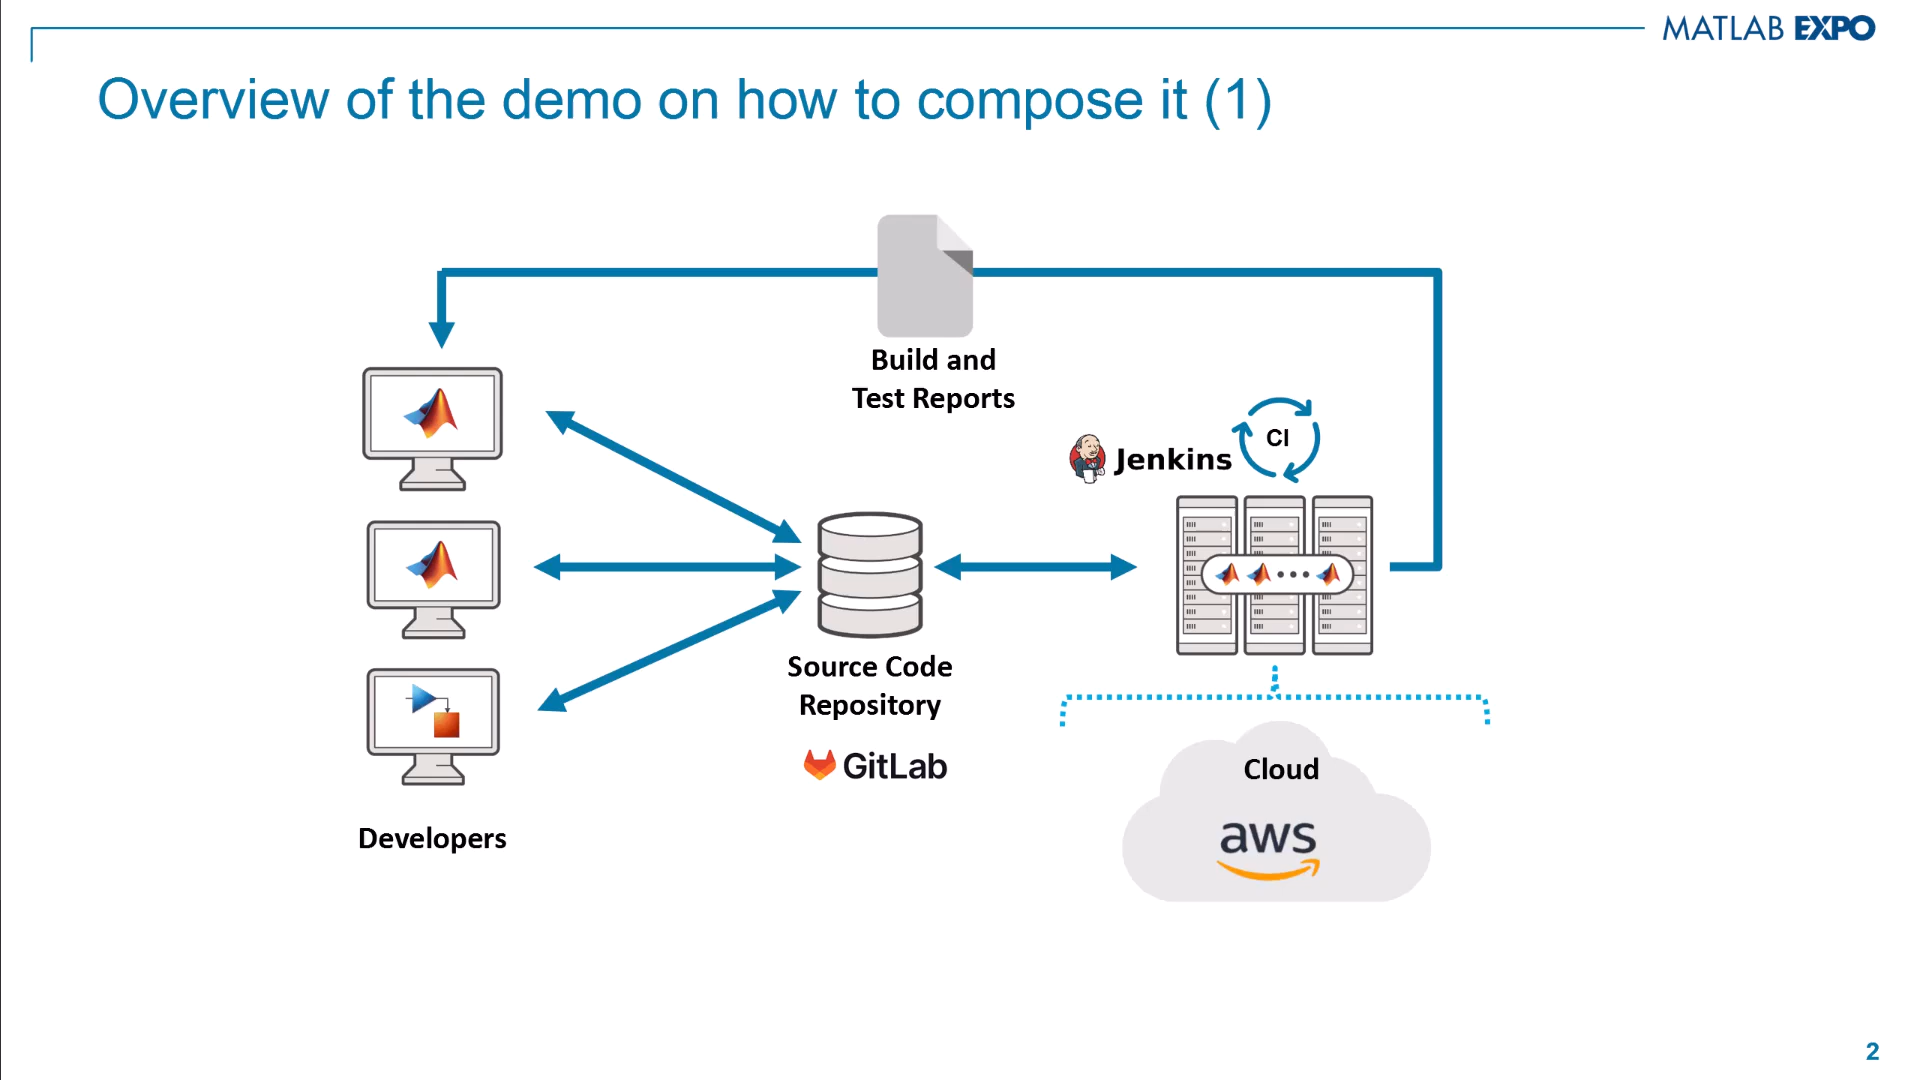 MATLAB EXPO
Overview of the demo on how to compose it (1)
Build and
Test Reports
Jenkins
CI
Source Code
Repository
GitLab
Developers
Cloud
aws
2